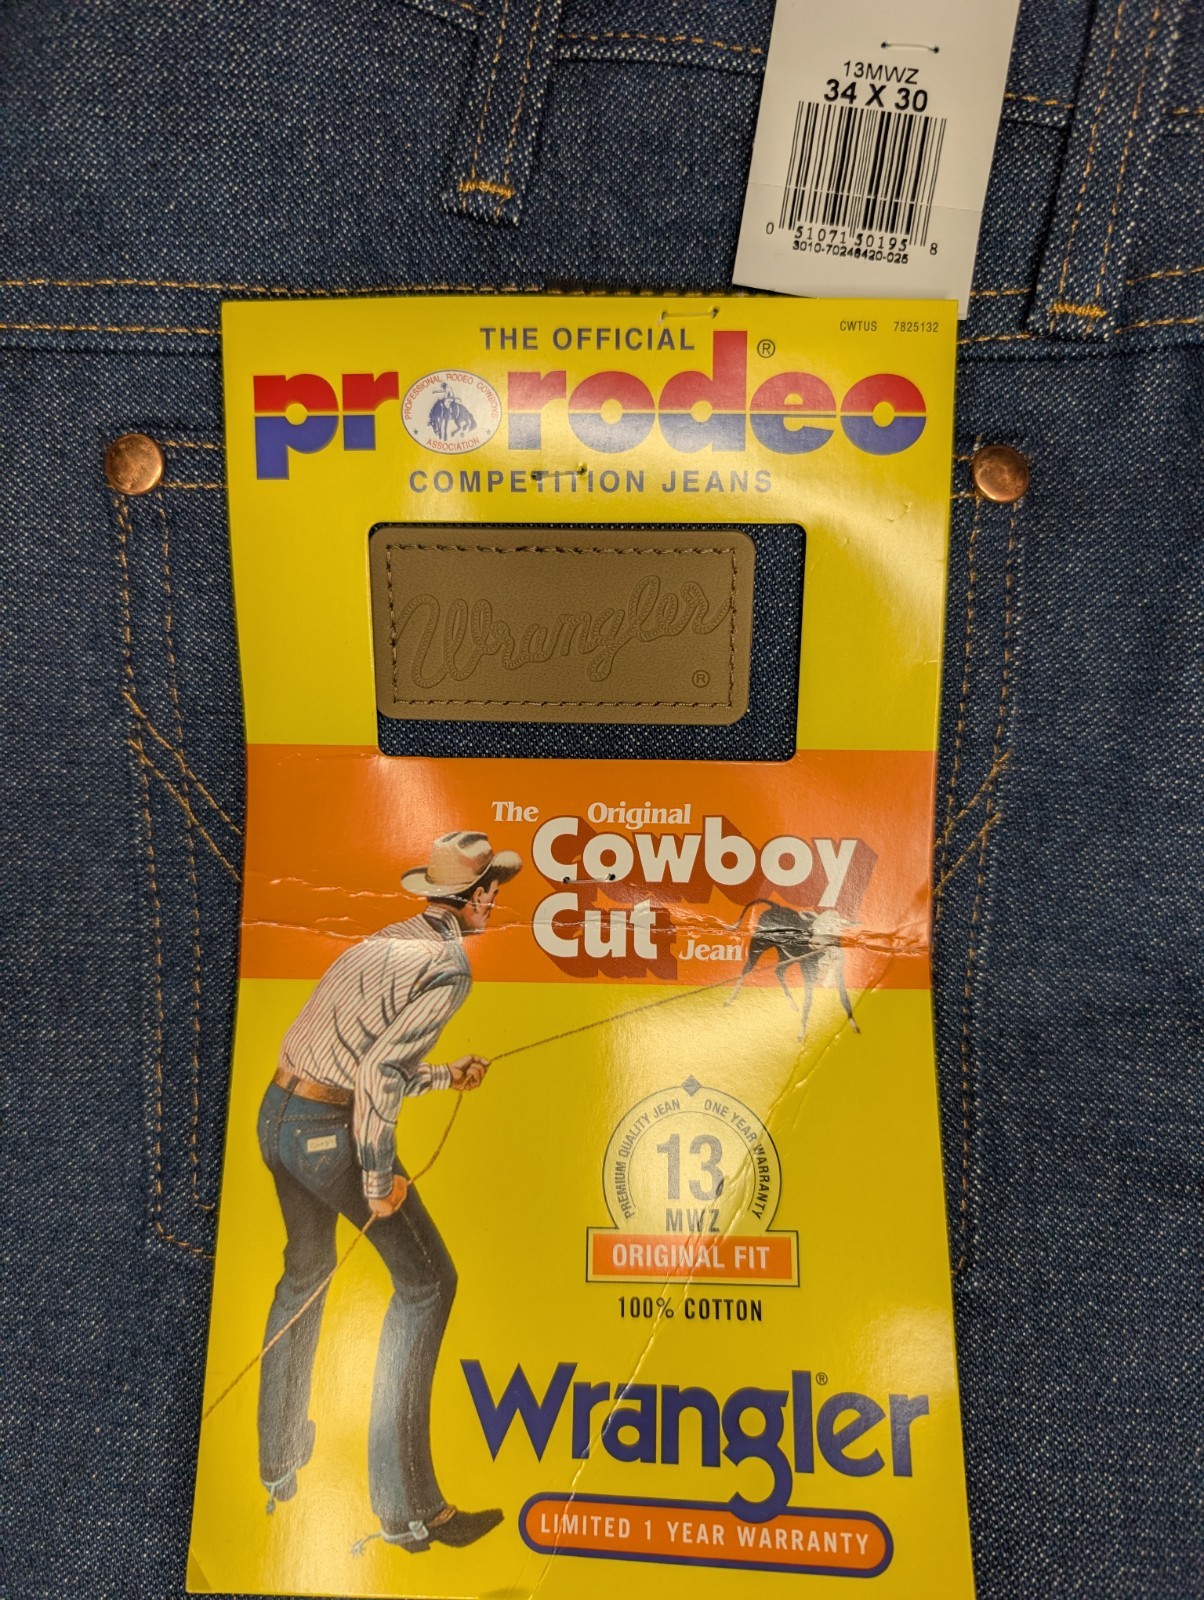 13MWZ
34 X 30
0 51071 50195 8
3010-70246420-025
CWTUS 7825132
THE OFFICIAL
prorodeo®
PROFESSIONAL RODEO COWBOYS
ASSOCIATION
COMPETITION JEANS
Wrangler
®
The Original
Cowboy
Cut Jean
PREMIUM QUALITY JEAN ONE YEAR WARRANTY
13
MWZ
ORIGINAL FIT
100% COTTON
Wrangler®
LIMITED 1 YEAR WARRANTY